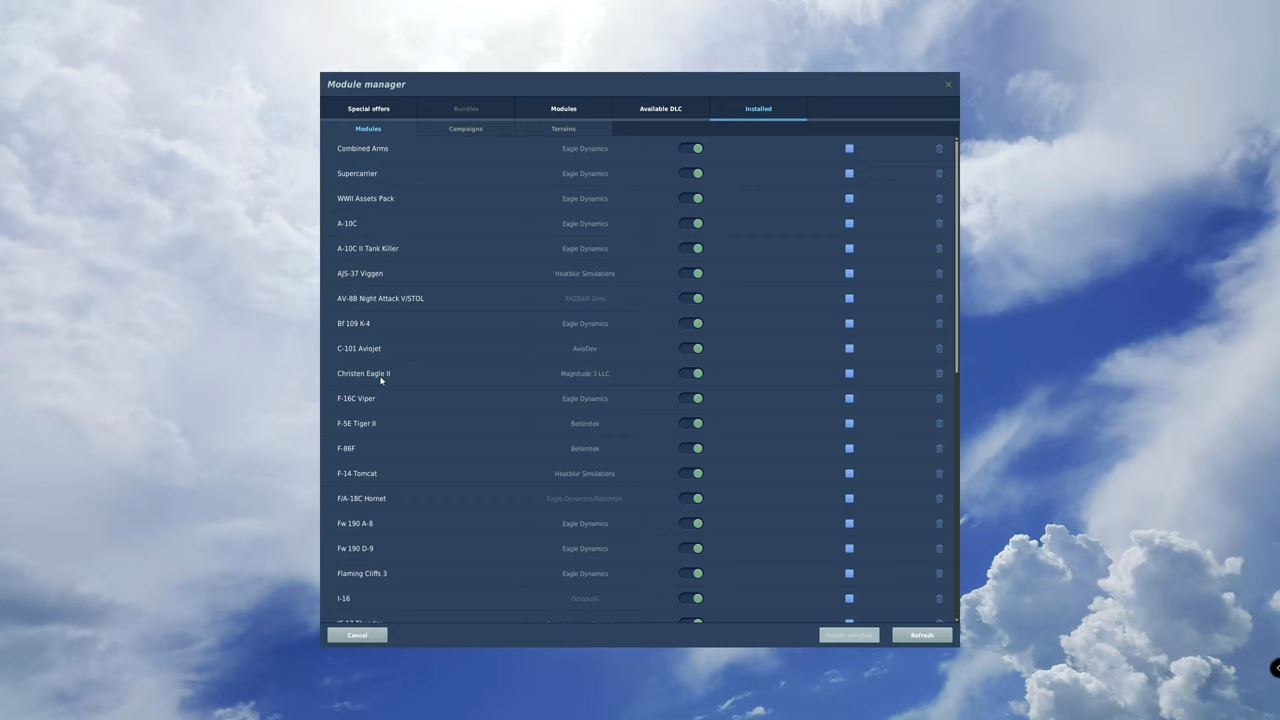 Module manager
Special offers Bundles Modules Available DLC Installed
Modules Campaigns Terrains
Combined Arms Eagle Dynamics
Supercarrier Eagle Dynamics
WWII Assets Pack Eagle Dynamics
A-10C Eagle Dynamics
A-10C II Tank Killer Eagle Dynamics
AJS-37 Viggen Heatblur Simulations
AV-8B Night Attack V/STOL RAZBAM Sims
Bf 109 K-4 Eagle Dynamics
C-101 Aviojet AvioDev
Christen Eagle II Magnitude 3 LLC
F-16C Viper Eagle Dynamics
F-5E Tiger II Belsimtek
F-86F Belsimtek
F-14 Tomcat Heatblur Simulations
F/A-18C Hornet Eagle Dynamics/Belsimtek
Fw 190 A-8 Eagle Dynamics
Fw 190 D-9 Eagle Dynamics
Flaming Cliffs 3 Eagle Dynamics
I-16 OctopusG
Cancel Delete selected Refresh